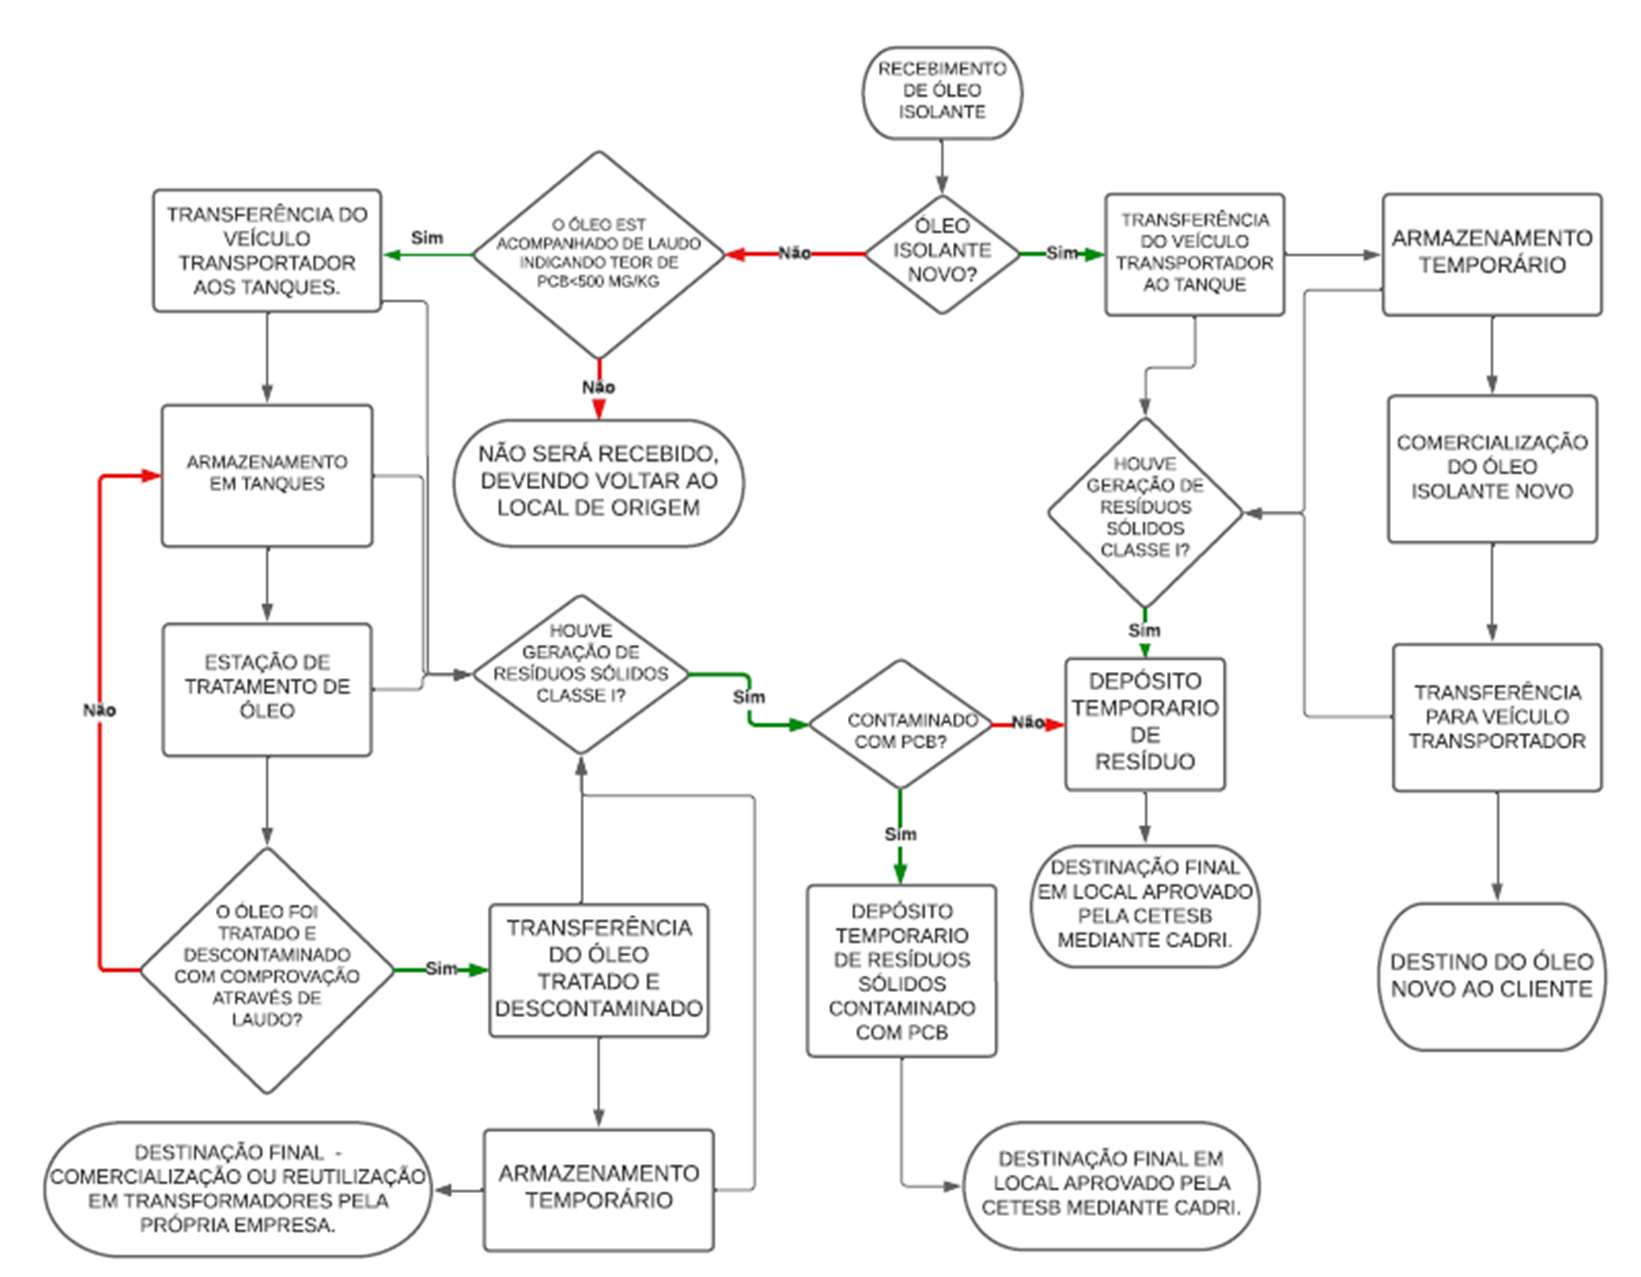 RECEBIMENTO
DE ÓLEO
ISOLANTE
ÓLEO
ISOLANTE
NOVO?
Não
Sim
O ÓLEO EST
ACOMPANHADO DE LAUDO
INDICANDO TEOR DE
PCB<500 MG/KG
Sim
Não
TRANSFERÊNCIA DO
VEÍCULO
TRANSPORTADOR
AOS TANQUES.
NÃO SERÁ RECEBIDO,
DEVENDO VOLTAR AO
LOCAL DE ORIGEM
TRANSFERÊNCIA
DO VEÍCULO
TRANSPORTADOR
AO TANQUE
ARMAZENAMENTO
TEMPORÁRIO
COMERCIALIZAÇÃO
DO ÓLEO
ISOLANTE NOVO
TRANSFERÊNCIA
PARA VEÍCULO
TRANSPORTADOR
DESTINO DO ÓLEO
NOVO AO CLIENTE
HOUVE
GERAÇÃO DE
RESÍDUOS
SÓLIDOS
CLASSE I?
Sim
DEPÓSITO
TEMPORARIO
DE
RESÍDUO
DESTINAÇÃO FINAL
EM LOCAL APROVADO
PELA CETESB
MEDIANTE CADRI.
ARMAZENAMENTO
EM TANQUES
ESTAÇÃO DE
TRATAMENTO DE
ÓLEO
Não
O ÓLEO FOI
TRATADO E
DESCONTAMINADO
COM COMPROVAÇÃO
ATRAVÉS DE
LAUDO?
Sim
TRANSFERÊNCIA
DO ÓLEO
TRATADO E
DESCONTAMINADO
HOUVE
GERAÇÃO DE
RESÍDUOS SÓLIDOS
CLASSE I?
Sim
CONTAMINADO
COM PCB?
Não
Sim
DEPÓSITO
TEMPORARIO
DE RESÍDUOS
SÓLIDOS
CONTAMINADO
COM PCB
DESTINAÇÃO FINAL EM
LOCAL APROVADO PELA
CETESB MEDIANTE CADRI.
ARMAZENAMENTO
TEMPORÁRIO
DESTINAÇÃO FINAL -
COMERCIALIZAÇÃO OU REUTILIZAÇÃO
EM TRANSFORMADORES PELA
PRÓPRIA EMPRESA.